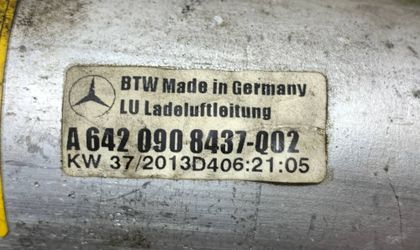 BTW Made in Germany
LU Ladeluftleitung
A 642 090 8437-Q02
KW 37/2013D406:21:05